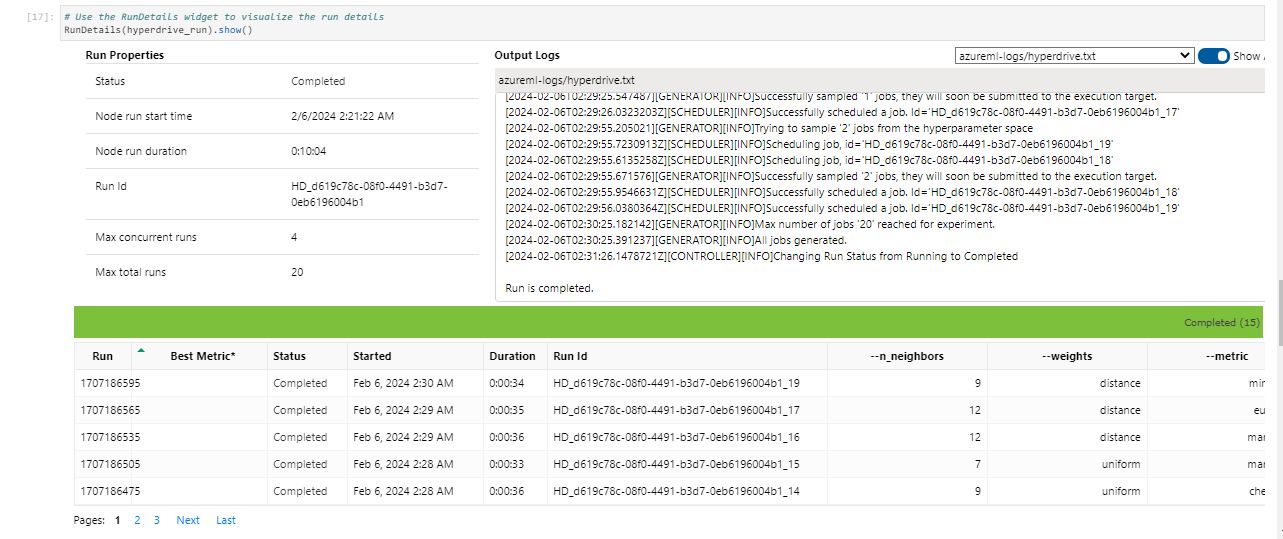 [17]: # Use the RunDetails widget to visualize the run details
RunDetails(hyperdrive_run).show()
Run Properties
Status Completed
Node run start time 2/6/2024 2:21:22 AM
Node run duration 0:10:04
Run Id HD_d619c78c-08f0-4491-b3d7-
0eb6196004b1
Max concurrent runs 4
Max total runs 20
Output Logs azureml-logs/hyperdrive.txt Show
azureml-logs/hyperdrive.txt
[2024-02-06T02:29:25.547487][GENERATOR][INFO]Successfully sampled '1' jobs, they will soon be submitted to the execution target.
[2024-02-06T02:29:26.0323203Z][SCHEDULER][INFO]Successfully scheduled a job. Id='HD_d619c78c-08f0-4491-b3d7-0eb6196004b1_17'
[2024-02-06T02:29:55.205021][GENERATOR][INFO]Trying to sample '2' jobs from the hyperparameter space
[2024-02-06T02:29:55.7230913Z][SCHEDULER][INFO]Scheduling job, id='HD_d619c78c-08f0-4491-b3d7-0eb6196004b1_19'
[2024-02-06T02:29:55.6135258Z][SCHEDULER][INFO]Scheduling job, id='HD_d619c78c-08f0-4491-b3d7-0eb6196004b1_18'
[2024-02-06T02:29:55.671576][GENERATOR][INFO]Successfully sampled '2' jobs, they will soon be submitted to the execution target.
[2024-02-06T02:29:55.9546631Z][SCHEDULER][INFO]Successfully scheduled a job. Id='HD_d619c78c-08f0-4491-b3d7-0eb6196004b1_18'
[2024-02-06T02:29:56.0380364Z][SCHEDULER][INFO]Successfully scheduled a job. Id='HD_d619c78c-08f0-4491-b3d7-0eb6196004b1_19'
[2024-02-06T02:30:25.182142][GENERATOR][INFO]Max number of jobs '20' reached for experiment.
[2024-02-06T02:30:25.391237][GENERATOR][INFO]All jobs generated.
[2024-02-06T02:31:26.1478721Z][CONTROLLER][INFO]Changing Run Status from Running to Completed
Run is completed.
Completed (15)
Run Best Metric* Status Started Duration Run Id --n_neighbors --weights --metric
1707186595 Completed Feb 6, 2024 2:30 AM 0:00:34 HD_d619c78c-08f0-4491-b3d7-0eb6196004b1_19 9 distance
1707186565 Completed Feb 6, 2024 2:29 AM 0:00:35 HD_d619c78c-08f0-4491-b3d7-0eb6196004b1_17 12 distance eu
1707186535 Completed Feb 6, 2024 2:29 AM 0:00:36 HD_d619c78c-08f0-4491-b3d7-0eb6196004b1_16 12 distance
1707186505 Completed Feb 6, 2024 2:28 AM 0:00:33 HD_d619c78c-08f0-4491-b3d7-0eb6196004b1_15 7 uniform
1707186475 Completed Feb 6, 2024 2:28 AM 0:00:36 HD_d619c78c-08f0-4491-b3d7-0eb6196004b1_14 9 uniform
Pages: 1 2 3 Next Last